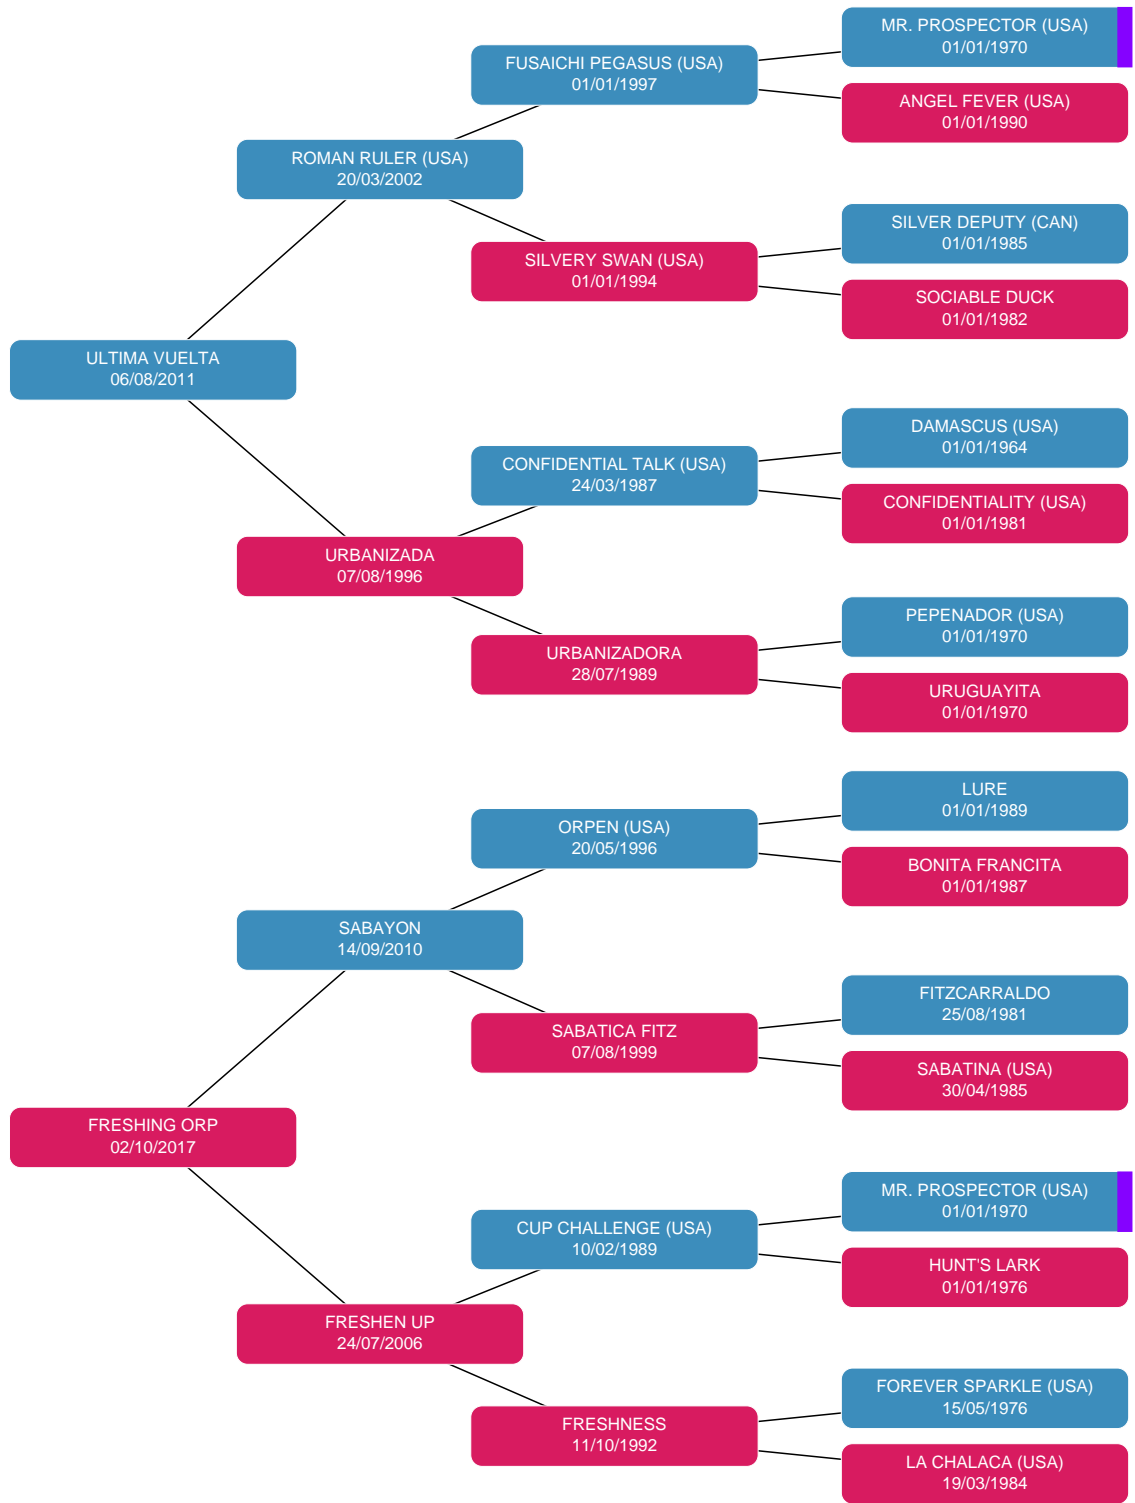 MR. PROSPECTOR (USA)
01/01/1970
FUSAICHI PEGASUS (USA)
01/01/1997
ANGEL FEVER (USA)
01/01/1990
ROMAN RULER (USA)
20/03/2002
SILVER DEPUTY (CAN)
01/01/1985
SILVERY SWAN (USA)
01/01/1994
SOCIABLE DUCK
01/01/1982
ULTIMA VUELTA
06/08/2011
DAMASCUS (USA)
01/01/1964
CONFIDENTIAL TALK (USA)
24/03/1987
CONFIDENTIALITY (USA)
01/01/1981
URBANIZADA
07/08/1996
PEPENADOR (USA)
01/01/1970
URBANIZADORA
28/07/1989
URUGUAYITA
01/01/1970
LURE
01/01/1989
ORPEN (USA)
20/05/1996
BONITA FRANCITA
01/01/1987
SABAYON
14/09/2010
FITZCARRALDO
25/08/1981
SABATICA FITZ
07/08/1999
SABATINA (USA)
30/04/1985
FRESHING ORP
02/10/2017
MR. PROSPECTOR (USA)
01/01/1970
CUP CHALLENGE (USA)
10/02/1989
HUNT'S LARK
01/01/1976
FRESHEN UP
24/07/2006
FOREVER SPARKLE (USA)
15/05/1976
FRESHNESS
11/10/1992
LA CHALACA (USA)
19/03/1984